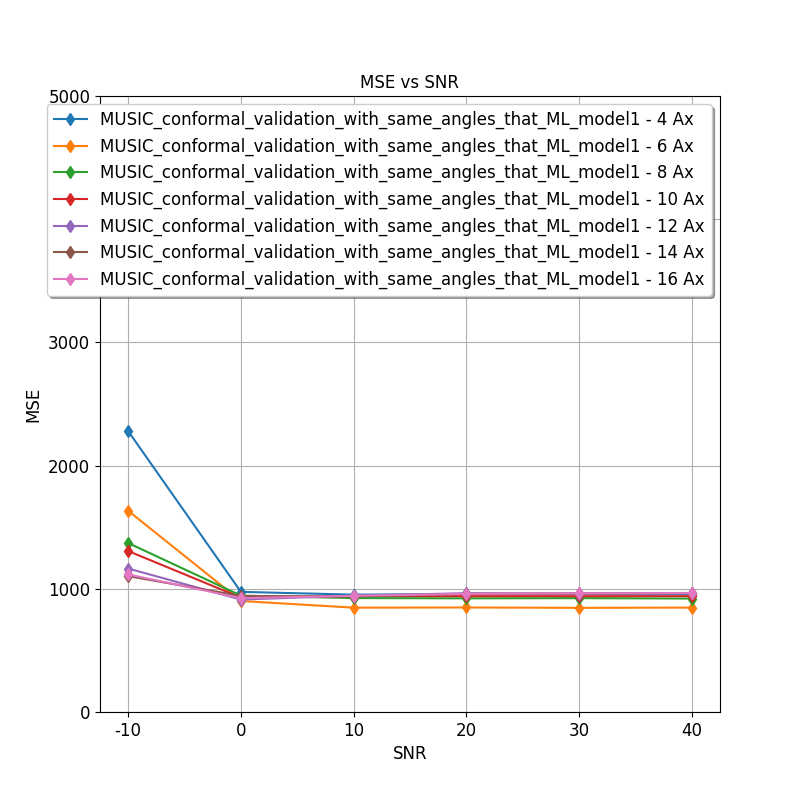 MSE vs SNR
5000
MUSIC_conformal_validation_with_same_angles_that_ML_model1 - 4 Ax
MUSIC_conformal_validation_with_same_angles_that_ML_model1 - 6 Ax
MUSIC_conformal_validation_with_same_angles_that_ML_model1 - 8 Ax
MUSIC_conformal_validation_with_same_angles_that_ML_model1 - 10 Ax
MUSIC_conformal_validation_with_same_angles_that_ML_model1 - 12 Ax
MUSIC_conformal_validation_with_same_angles_that_ML_model1 - 14 Ax
MUSIC_conformal_validation_with_same_angles_that_ML_model1 - 16 Ax
3000
MSE
2000
1000
0
-10 0 10 20 30 40
SNR